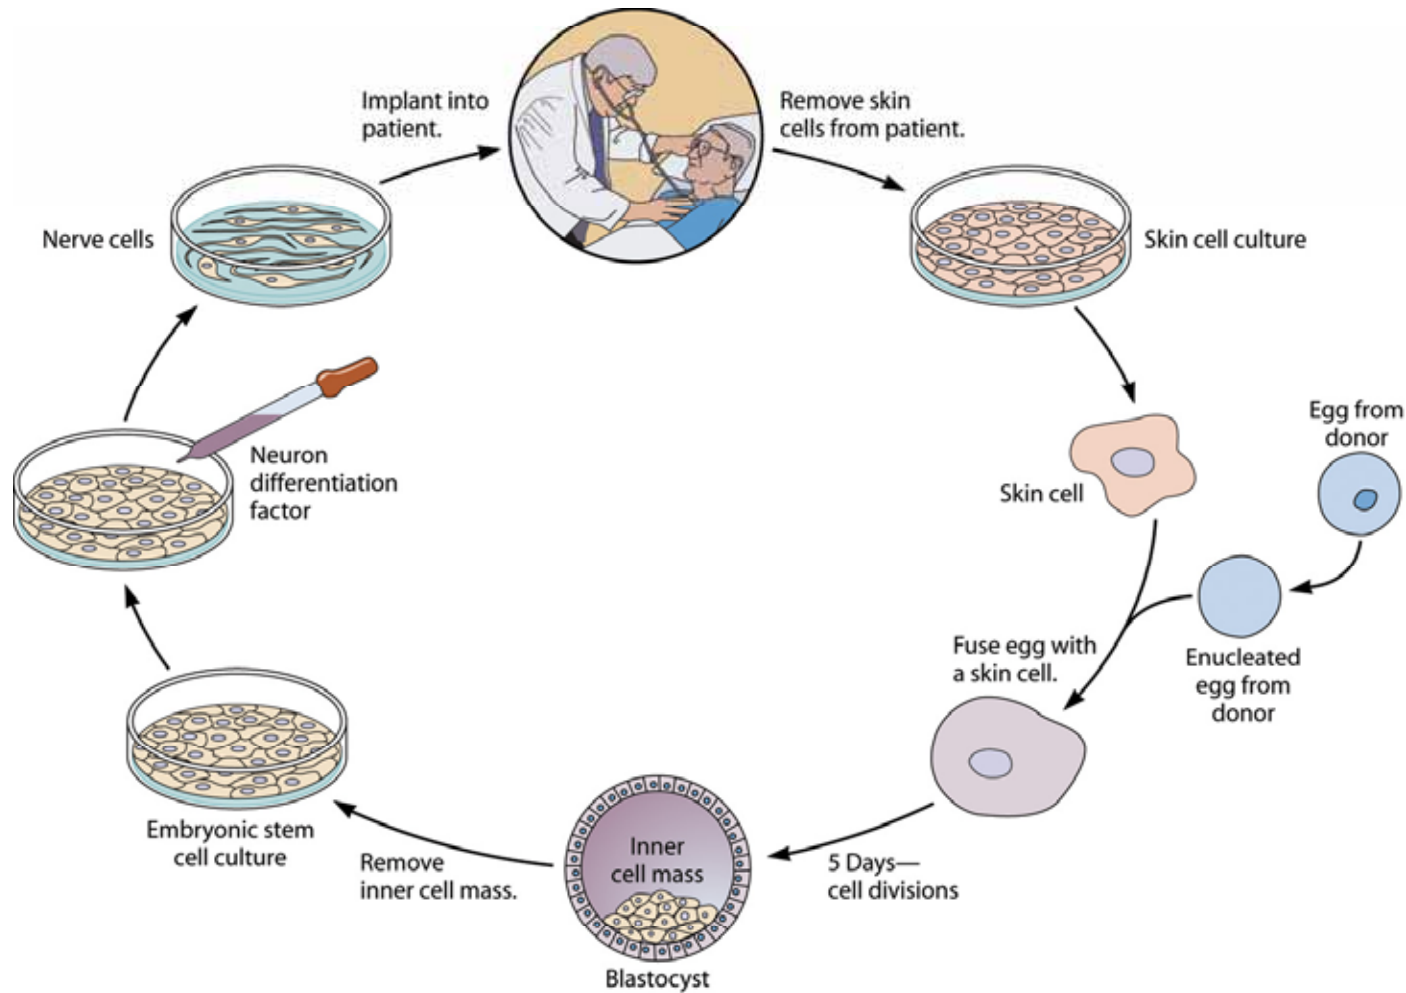 Implant into
patient.
Remove skin
cells from patient.
Nerve cells
Skin cell culture
Egg from
donor
Neuron
differentiation
factor
Skin cell
Fuse egg with
a skin cell.
Enucleated
egg from
donor
Embryonic stem
cell culture
Remove
inner cell mass.
Inner
cell mass
5 Days—
cell divisions
Blastocyst